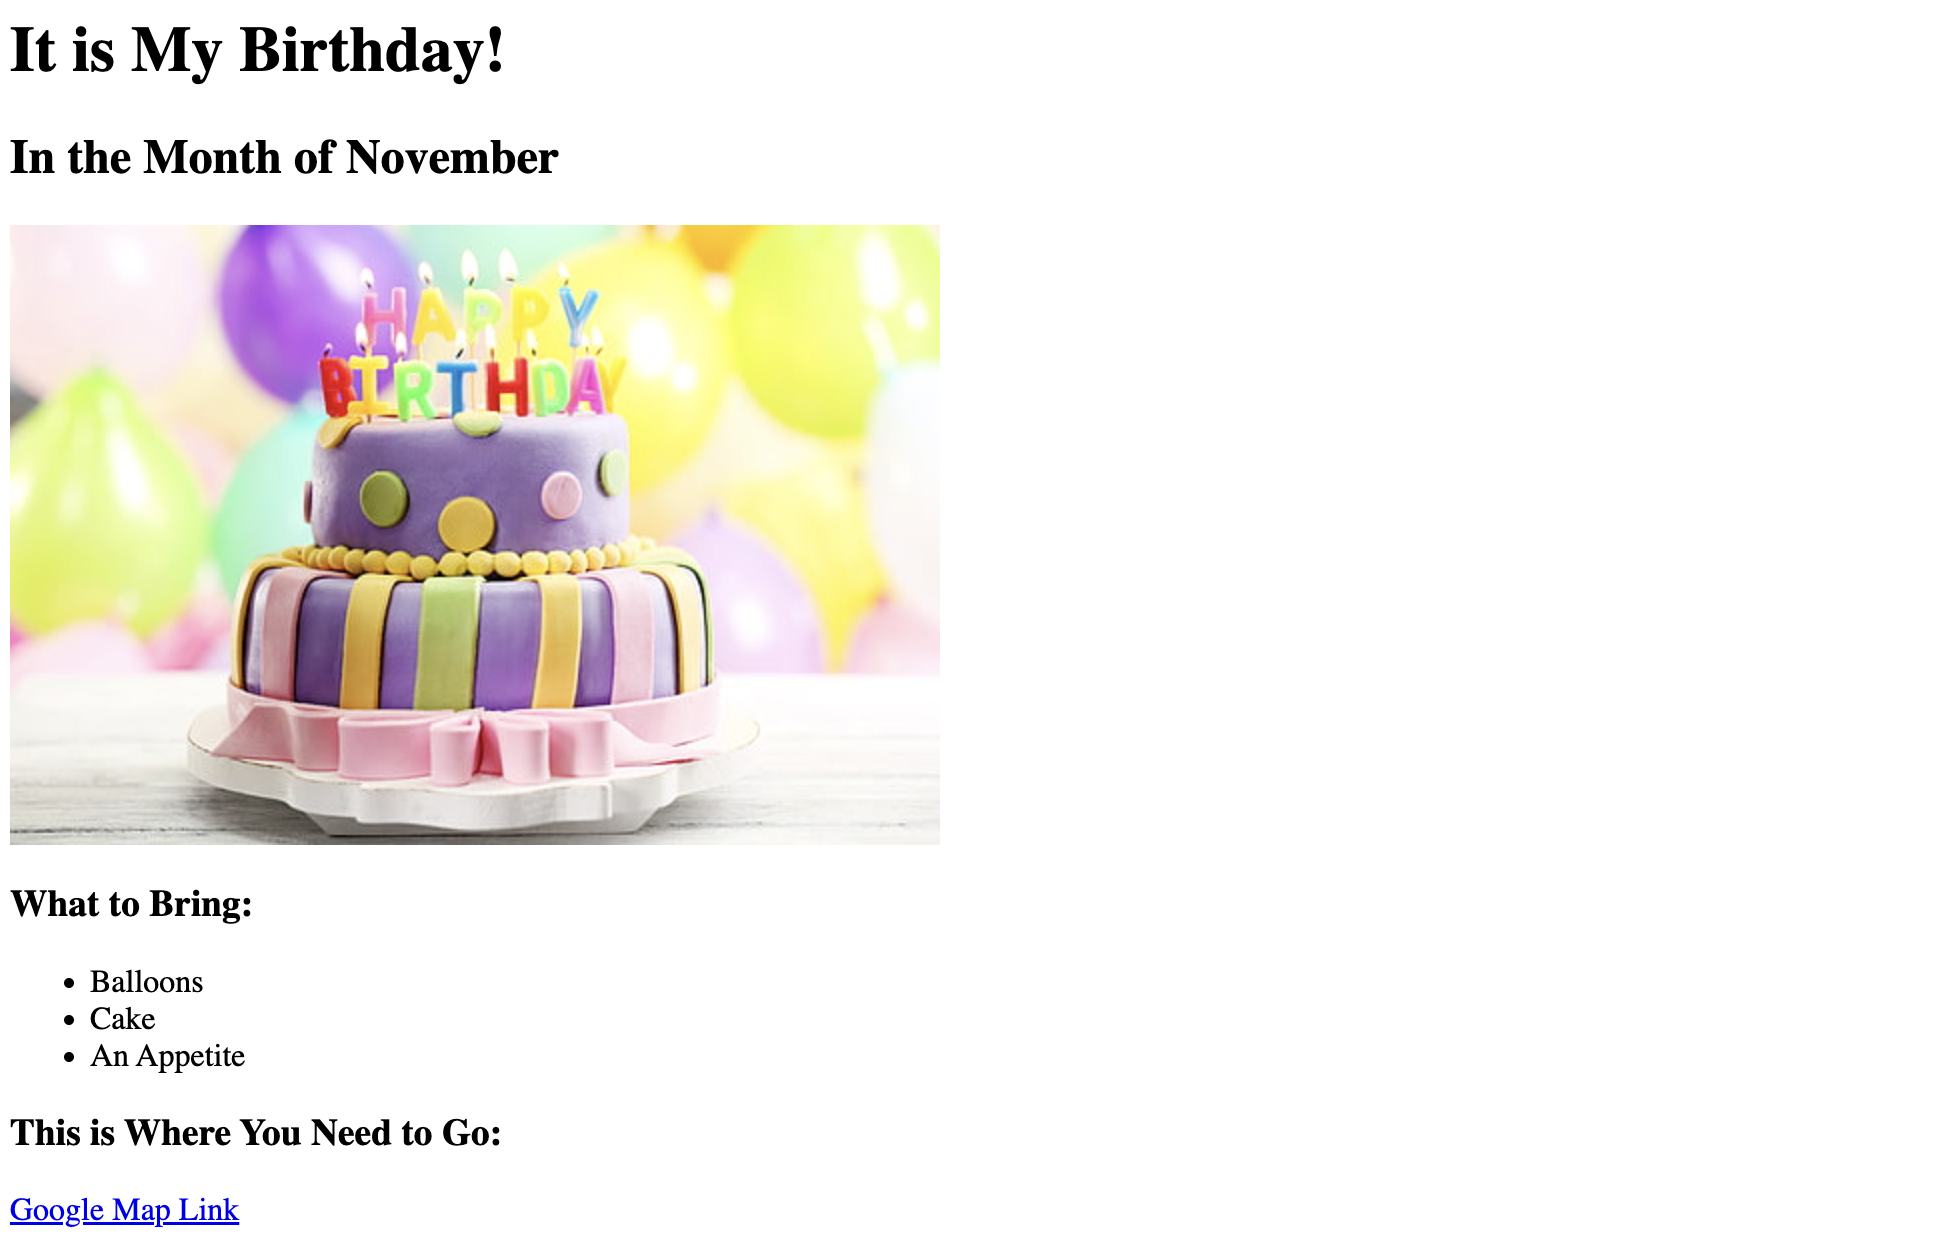 It is My Birthday!
In the Month of November
HAPPY
BIRTHDAY
What to Bring:
Balloons
Cake
An Appetite
This is Where You Need to Go:
Google Map Link